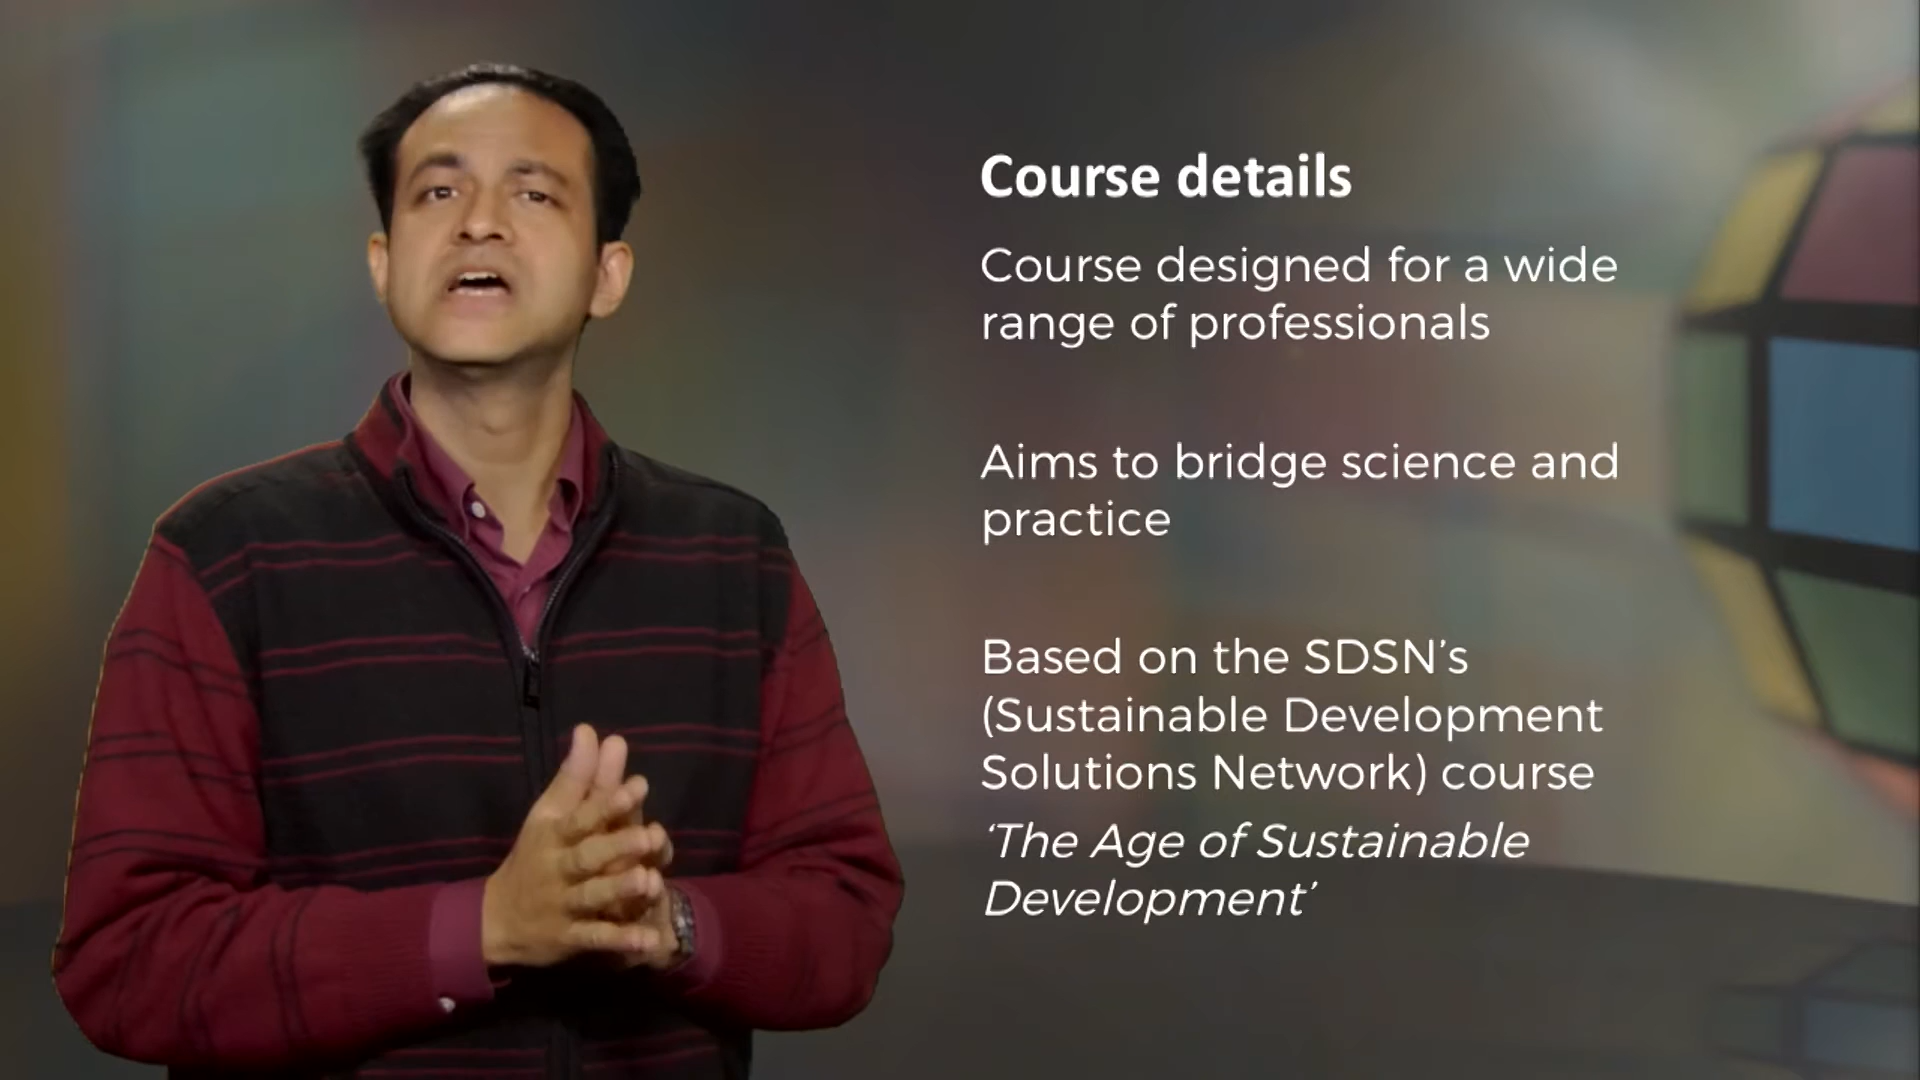 Course details
Course designed for a wide
range of professionals
Aims to bridge science and
practice
Based on the SDSN’s
(Sustainable Development
Solutions Network) course
‘The Age of Sustainable
Development’